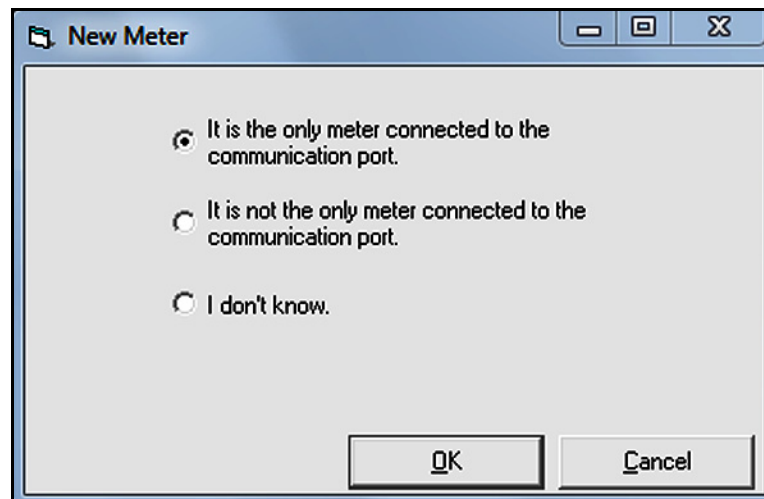 New Meter
It is the only meter connected to the
communication port.
It is not the only meter connected to the
communication port.
I don't know.
OK
Cancel